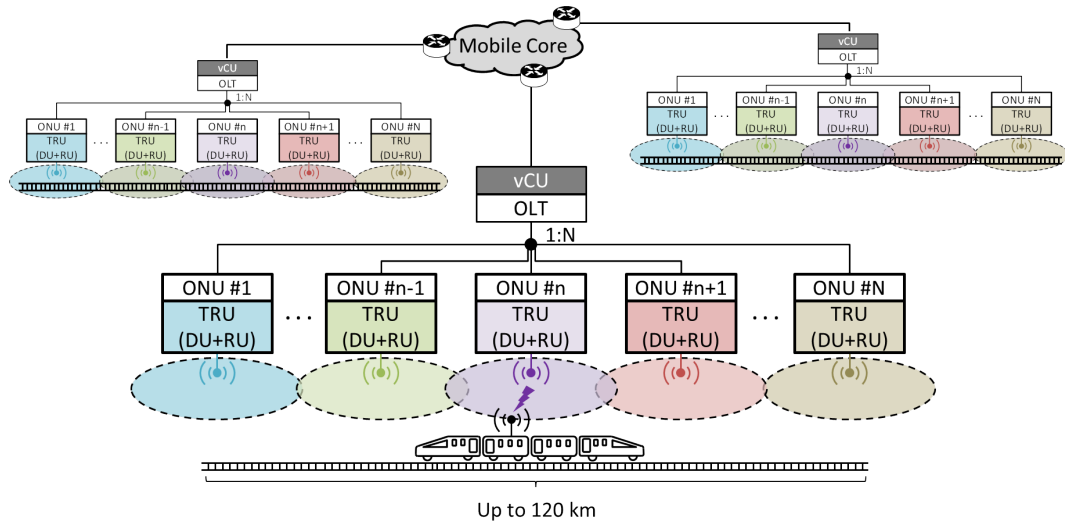 Mobile Core
vCU
OLT
1:N
ONU #1
TRU
(DU+RU)
...
ONU #n-1
TRU
(DU+RU)
ONU #n
TRU
(DU+RU)
ONU #n+1
TRU
(DU+RU)
...
ONU #N
TRU
(DU+RU)
vCU
OLT
1:N
ONU #1
TRU
(DU+RU)
...
ONU #n-1
TRU
(DU+RU)
ONU #n
TRU
(DU+RU)
ONU #n+1
TRU
(DU+RU)
...
ONU #N
TRU
(DU+RU)
vCU
OLT
1:N
ONU #1
TRU
(DU+RU)
...
ONU #n-1
TRU
(DU+RU)
ONU #n
TRU
(DU+RU)
ONU #n+1
TRU
(DU+RU)
...
ONU #N
TRU
(DU+RU)
Up to 120 km